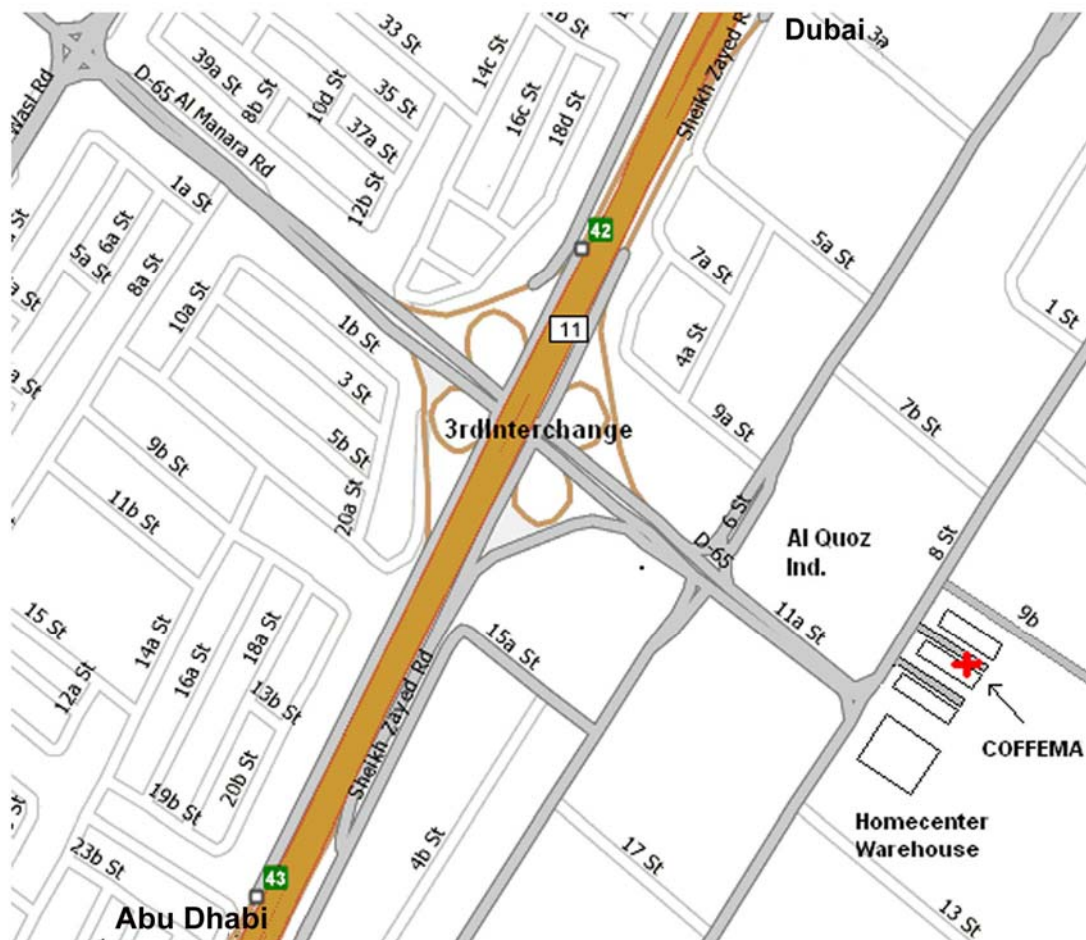 Dubai
33 St
14c St
3a
39a St
8b St
10d St
35 St
37a St
16c St
18d St
Sheikh Zayed R
D-65 Al Manara Rd
Wasl Rd
12b St
1a St
6a St
5a St
8a St
42
7a St
5a St
10a St
1b St
11
4a St
1 St
3 St
3rdInterchange
5b St
9a St
7b St
9b St
11b St
20a St
6 St
D-65
Al Quoz
Ind.
8 St
9b
11a St
15 St
12a St
14a St
16a St
18a St
13b St
15a St
Sheikh Zayed Rd
COFFEMA
20b St
19b St
23b St
4b St
17 St
Homecenter
Warehouse
13 St
43
Abu Dhabi